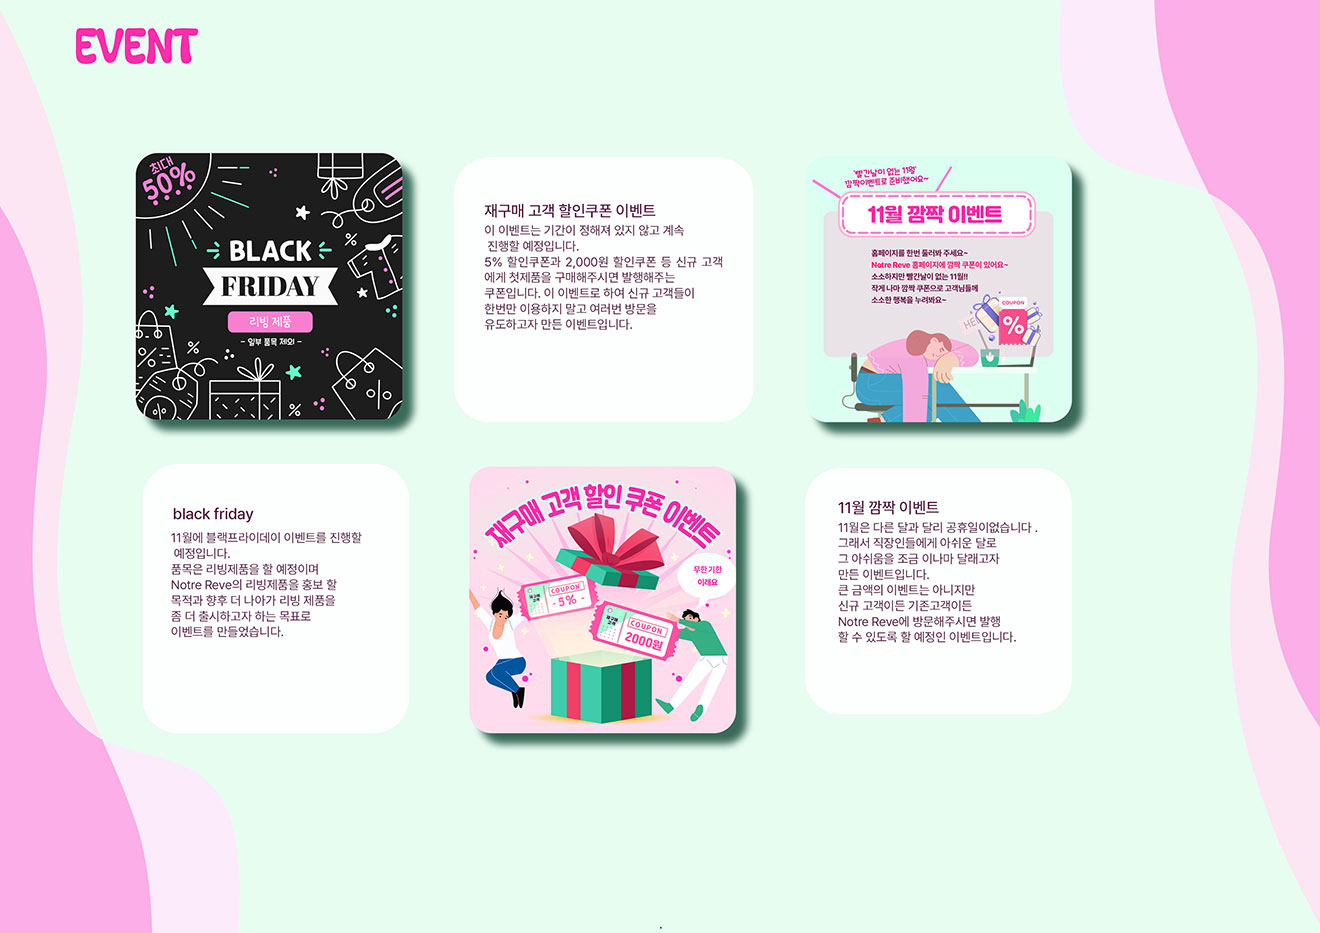 EVENT
최대
50%
BLACK
FRIDAY
리빙 제품
- 일부 품목 제외 -
재구매 고객 할인쿠폰 이벤트
이 이벤트는 기간이 정해져 있지 않고 계속
진행할 예정입니다.
5% 할인쿠폰과 2,000원 할인쿠폰 등 신규 고객
에게 첫제품을 구매해주시면 발행해주는
쿠폰입니다. 이 이벤트로 하여 신규 고객들이
한번만 이용하지 말고 여러번 방문을
유도하고자 만든 이벤트입니다.
'빨간날이 없는 11월'
깜짝이벤트로 준비했어요~
11월 깜짝 이벤트
홈페이지를 한번 둘러봐 주세요~
Notre Reve 홈페이지에 깜짝 쿠폰이 있어요~
소소하지만 빨간날이 없는 11월!!
작게 나마 깜짝 쿠폰으로 고객님들께
소소한 행복을 누려봐요~
COUPON
%
black friday
11월에 블랙프라이데이 이벤트를 진행할
예정입니다.
품목은 리빙제품을 할 예정이며
Notre Reve의 리빙제품을 홍보 할
목적과 향후 더 나아가 리빙 제품을
좀 더 출시하고자 하는 목표로
이벤트를 만들었습니다.
재구매 고객 할인 쿠폰 이벤트
무한 기한
이래요
재구매
고객
COUPON
- 5% -
재구매
고객
COUPON
2000원
11월 깜짝 이벤트
11월은 다른 달과 달리 공휴일이없습니다 .
그래서 직장인들에게 아쉬운 달로
그 아쉬움을 조금 이나마 달래고자
만든 이벤트입니다.
큰 금액의 이벤트는 아니지만
신규 고객이든 기존고객이든
Notre Reve에 방문해주시면 발행
할 수 있도록 할 예정인 이벤트입니다.